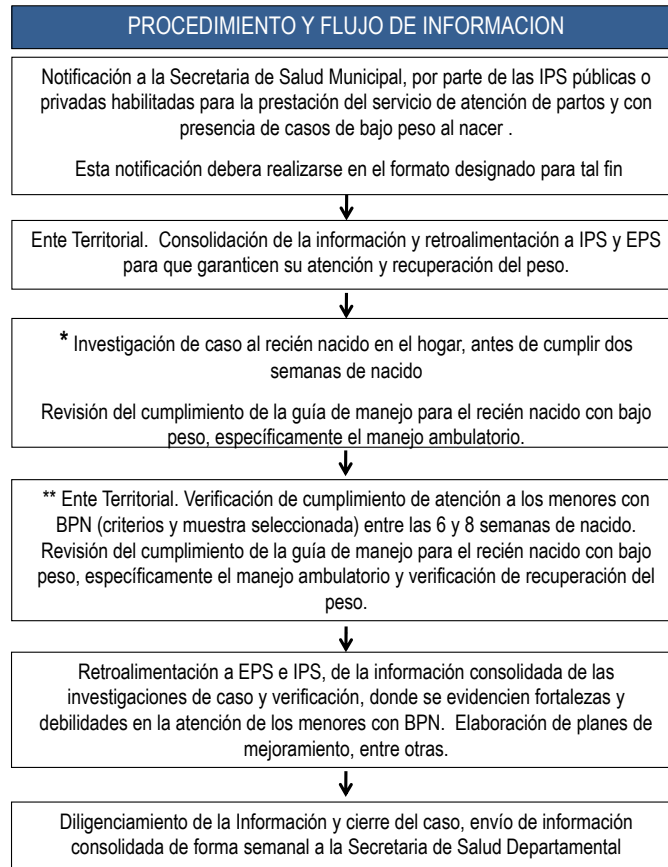 PROCEDIMIENTO Y FLUJO DE INFORMACION
Notificación a la Secretaria de Salud Municipal, por parte de las IPS públicas o
privadas habilitadas para la prestación del servicio de atención de partos y con
presencia de casos de bajo peso al nacer .
Esta notificación debera realizarse en el formato designado para tal fin
Ente Territorial. Consolidación de la información y retroalimentación a IPS y EPS
para que garanticen su atención y recuperación del peso.
* Investigación de caso al recién nacido en el hogar, antes de cumplir dos
semanas de nacido
Revisión del cumplimiento de la guía de manejo para el recién nacido con bajo
peso, específicamente el manejo ambulatorio.
** Ente Territorial. Verificación de cumplimiento de atención a los menores con
BPN (criterios y muestra seleccionada) entre las 6 y 8 semanas de nacido.
Revisión del cumplimiento de la guía de manejo para el recién nacido con bajo
peso, específicamente el manejo ambulatorio y verificación de recuperación del
peso.
Retroalimentación a EPS e IPS, de la información consolidada de las
investigaciones de caso y verificación, donde se evidencien fortalezas y
debilidades en la atención de los menores con BPN. Elaboración de planes de
mejoramiento, entre otras.
Diligenciamiento de la Información y cierre del caso, envío de información
consolidada de forma semanal a la Secretaria de Salud Departamental